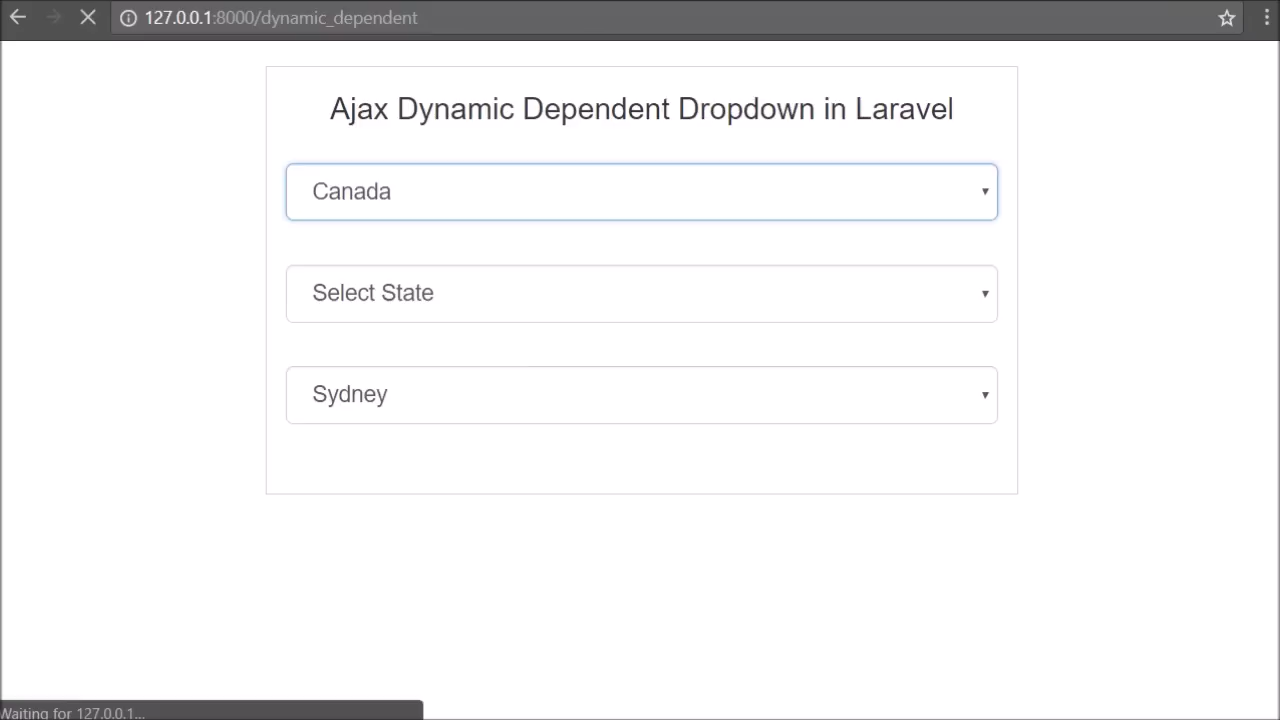 127.0.0.1:8000/dynamic_dependent
Ajax Dynamic Dependent Dropdown in Laravel
Canada
Select State
Sydney
Waiting for 127.0.0.1...